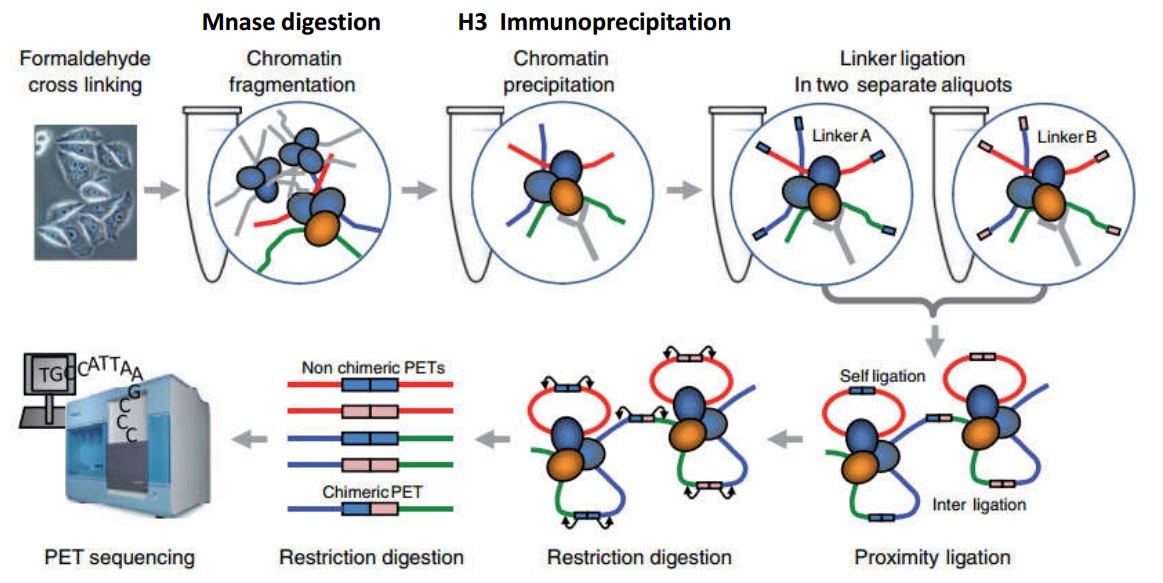 Mnase digestion
H3 Immunoprecipitation
Formaldehyde
cross linking
Chromatin
fragmentation
Chromatin
precipitation
Linker ligation
In two separate aliquots
Linker A
Linker B
TGCCATTAAGCCC
Non chimeric PETs
Chimeric PET
Self ligation
Inter ligation
PET sequencing
Restriction digestion
Restriction digestion
Proximity ligation